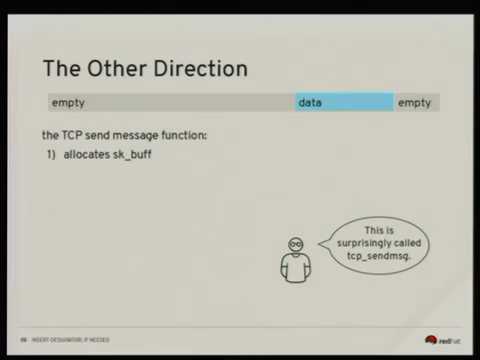 The Other Direction
empty data empty
the TCP send message function:
1) allocates sk_buff
This is
surprisingly called
tcp_sendmsg.
INSERT DESIGNATOR, IF NEEDED
redhat